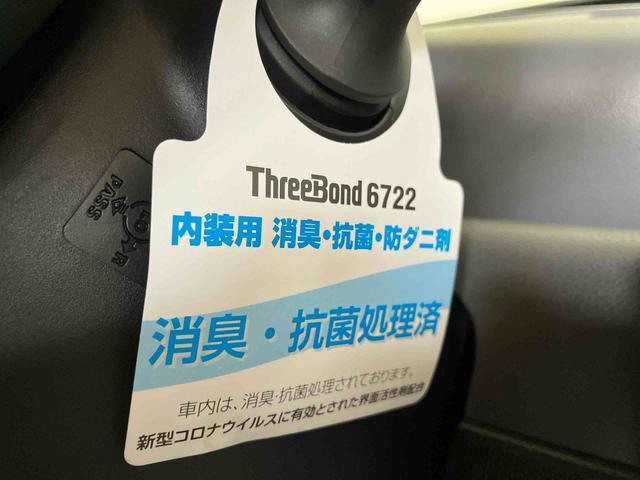 ThreeBond 6722
内装用 消臭・抗菌・防ダニ剤
消臭・抗菌処理済
車内は、消臭・抗菌処理されております。
新型コロナウイルスに有効とされた界面活性剤配合
PASS